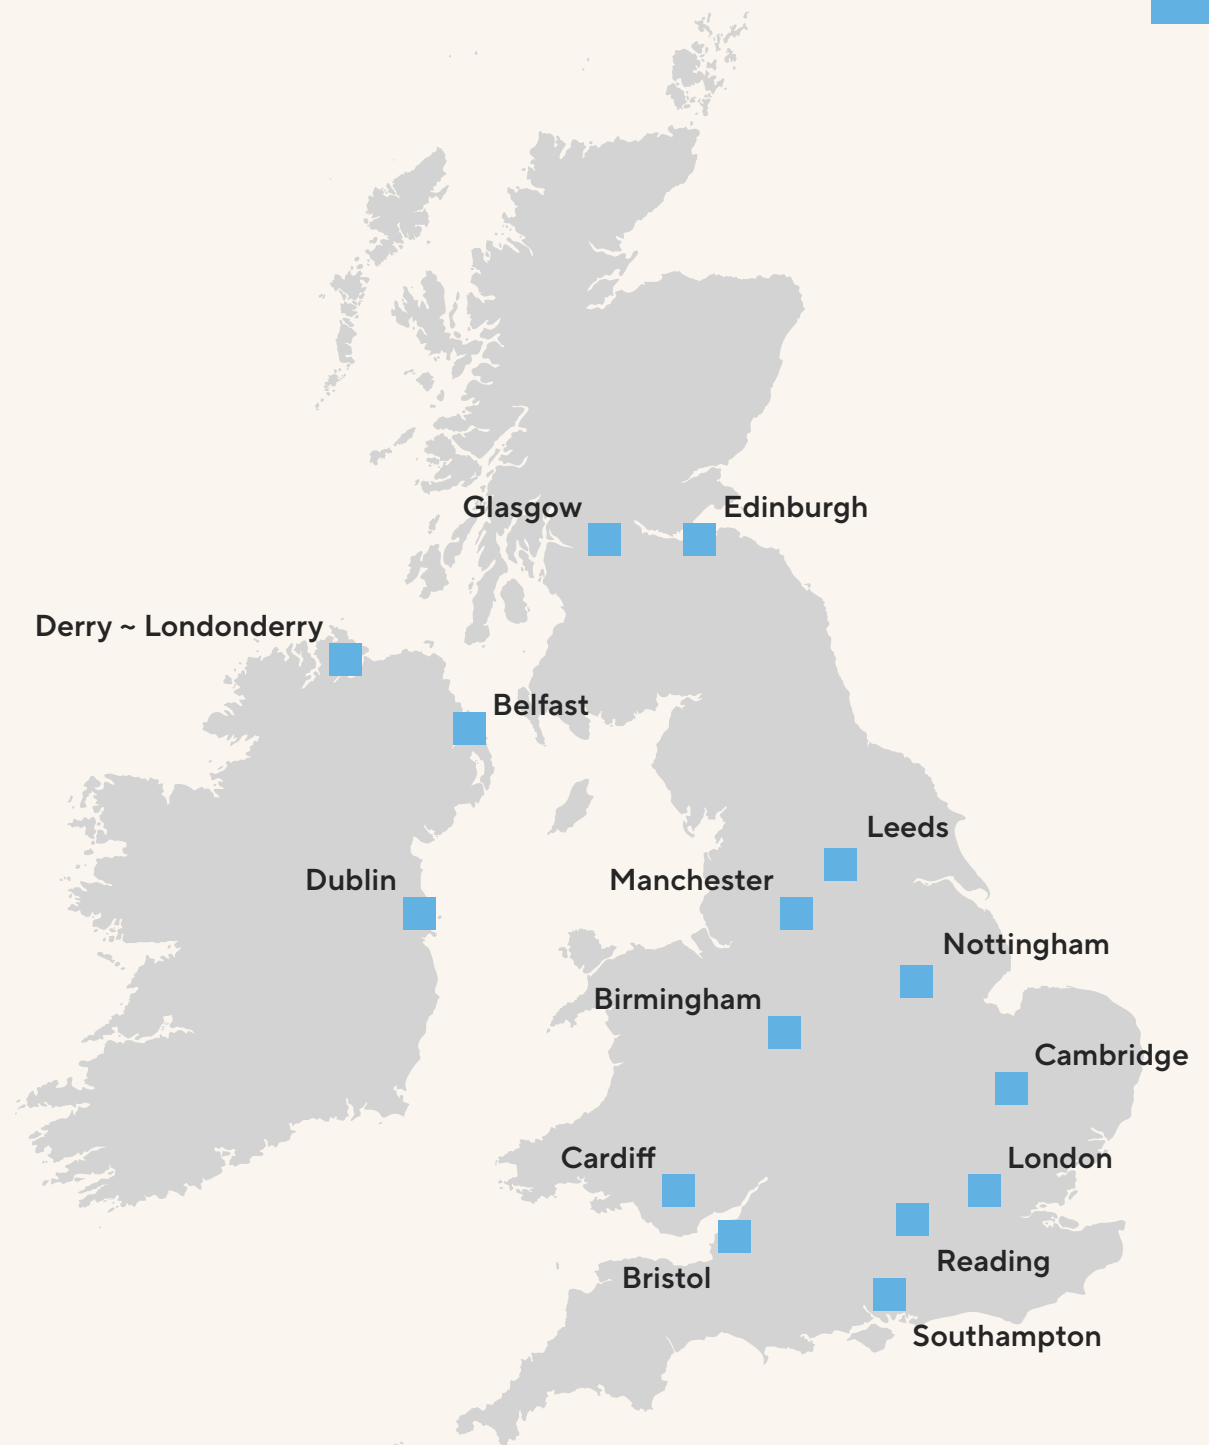 Glasgow
Edinburgh
Derry ~ Londonderry
Belfast
Leeds
Dublin
Manchester
Nottingham
Birmingham
Cambridge
Cardiff
London
Reading
Bristol
Southampton